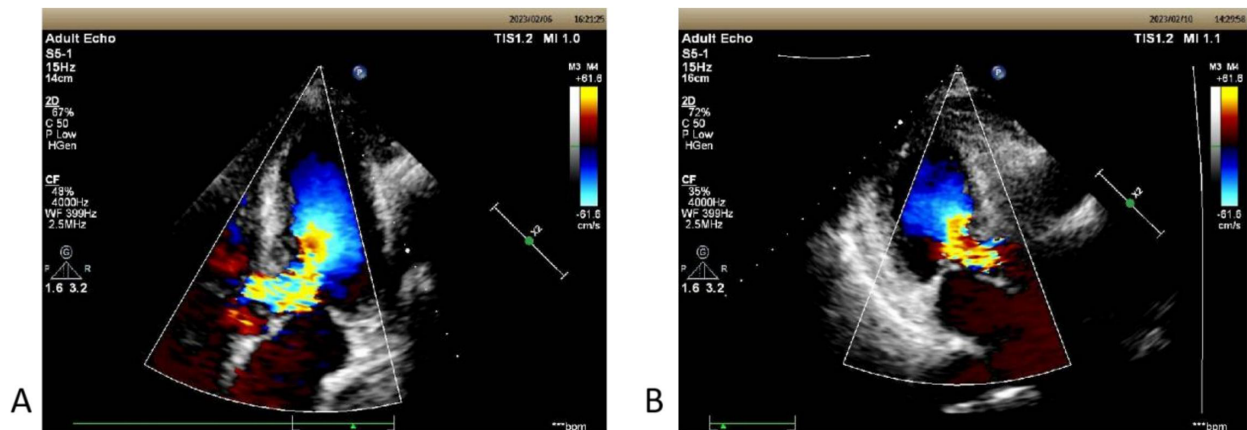 2023/02/06 16:21:25
Adult Echo TIS1.2 MI 1.0
S5-1
15Hz
14cm
M3 M4
+61.6
2D
67%
C 50
P Low
HGen
CF
48%
4000Hz
WF 399Hz
2.5MHz
-61.6
cm/s
x2
P
G
P R
1.6 3.2
***bpm
A
2023/02/10 14:29:58
Adult Echo TIS1.2 MI 1.1
S5-1
15Hz
16cm
M3 M4
+61.6
2D
72%
C 50
P Low
HGen
CF
35%
4000Hz
WF 399Hz
2.5MHz
-61.6
cm/s
x2
P
G
P R
1.6 3.2
***bpm
B